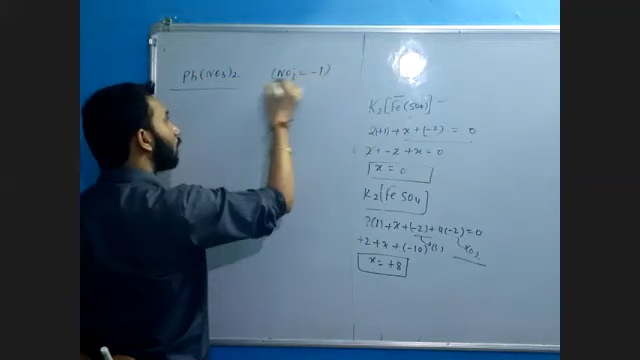 Pb(NO3)2 (NO3 = -1)
K2[Fe(SO4)]
2(+1) + x + (-2) = 0
2 + -2 + x = 0
x = 0
K2[Fe SO4]
2(1) + x + (-2) + 4(-2) = 0
+2 + x + (-10)
x = +8